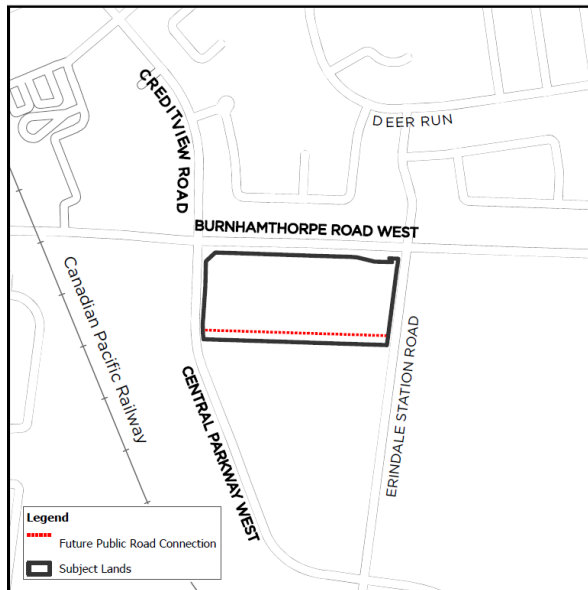 CREDITVIEW ROAD
DEER RUN
BURNHAMTHORPE ROAD WEST
Canadian Pacific Railway
CENTRAL PARKWAY WEST
ERINDALE STATION ROAD
Legend
Future Public Road Connection
Subject Lands